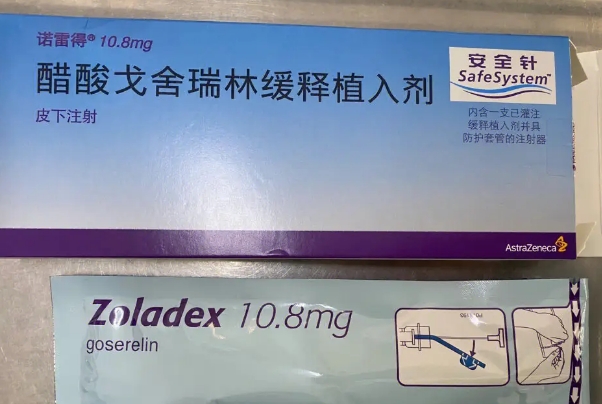 诺雷得® 10.8mg
醋酸戈舍瑞林缓释植入剂
皮下注射
安全针
SafeSystem™
内含一支已灌注
缓释植入剂并具
防护套管的注射器
AstraZeneca
Zoladex 10.8mg
goserelin